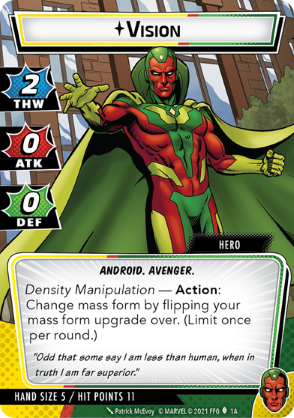 VISION
2
THW
0
ATK
0
DEF
HERO
ANDROID. AVENGER.
Density Manipulation — Action:
Change mass form by flipping your
mass form upgrade over. (Limit once
per round.)
"Odd that some say I am less than human, when in
truth I am far superior."
HAND SIZE 5 / HIT POINTS 11
Patrick McEvoy © MARVEL © 2021 FFG 1A